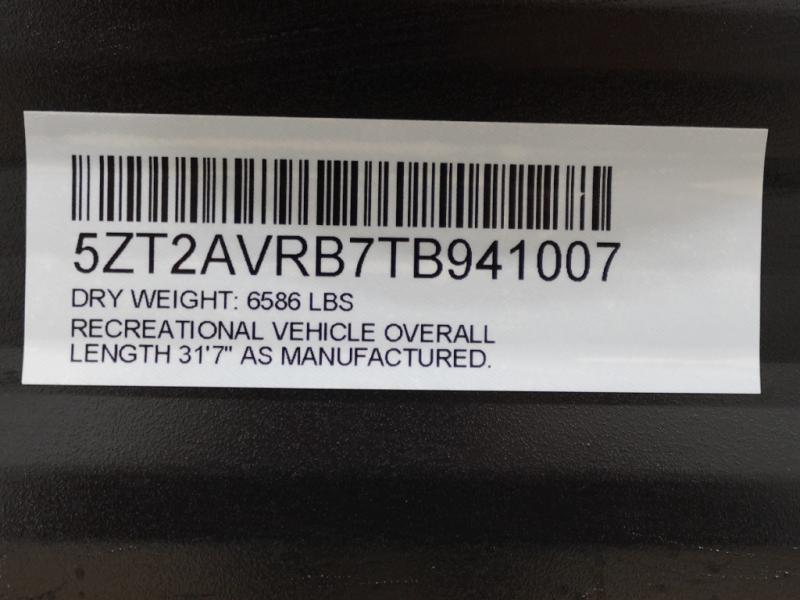 5ZT2AVRB7TB941007
DRY WEIGHT: 6586 LBS
RECREATIONAL VEHICLE OVERALL
LENGTH 31'7" AS MANUFACTURED.